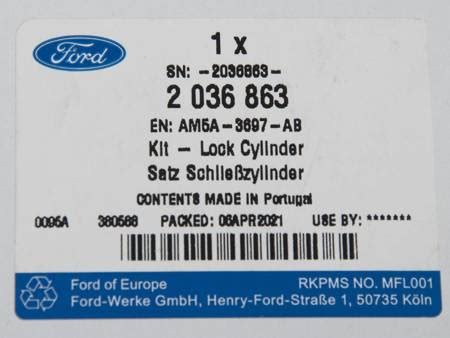 Ford
1 x
SN: -2036863-
2 036 863
EN: AM5A-3697-AB
Kit - Lock Cylinder
Satz Schließzylinder
CONTENTS MADE IN Portugal
0095A 380588 PACKED: 06APR2021 USE BY: *******
Ford of Europe RKPMS NO. MFL001
Ford-Werke GmbH, Henry-Ford-Straße 1, 50735 Köln